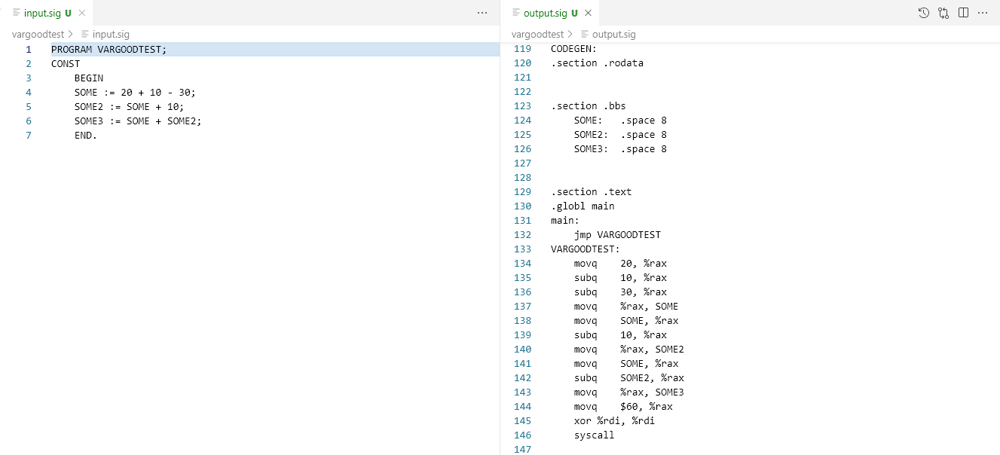 input.sig U
vargoodtest > input.sig
1 PROGRAM VARGOODTEST;
2 CONST
3 BEGIN
4 SOME := 20 + 10 - 30;
5 SOME2 := SOME + 10;
6 SOME3 := SOME + SOME2;
7 END.
output.sig U
vargoodtest > output.sig
119 CODEGEN:
120 .section .rodata
121
122
123 .section .bbs
124 SOME: .space 8
125 SOME2: .space 8
126 SOME3: .space 8
127
128
129 .section .text
130 .globl main
131 main:
132 jmp VARGOODTEST
133 VARGOODTEST:
134 movq 20, %rax
135 subq 10, %rax
136 subq 30, %rax
137 movq %rax, SOME
138 movq SOME, %rax
139 subq 10, %rax
140 movq %rax, SOME2
141 movq SOME, %rax
142 subq SOME2, %rax
143 movq %rax, SOME3
144 movq $60, %rax
145 xor %rdi, %rdi
146 syscall
147